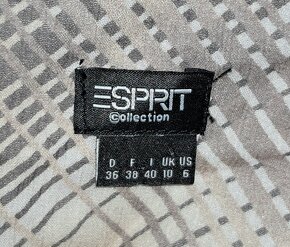 ESPRIT
collection
D F I UK US
36 38 40 10 6